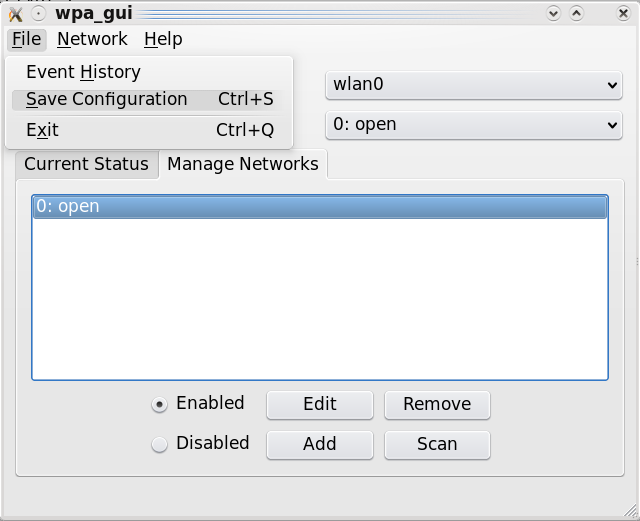 wpa_gui
File Network Help
Event History
Save Configuration Ctrl+S
Exit Ctrl+Q
wlan0
0: open
Current Status Manage Networks
0: open
Enabled Edit Remove
Disabled Add Scan